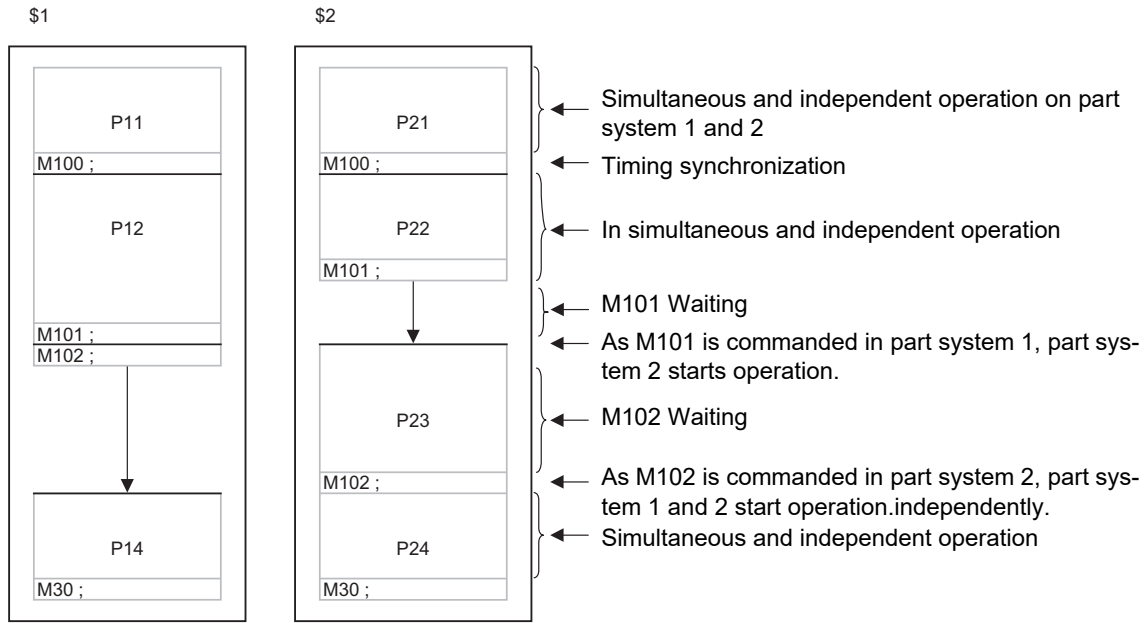 $1
$2
P11
M100 ;
P12
M101 ;
M102 ;
P14
M30 ;
P21
M100 ;
P22
M101 ;
P23
M102 ;
P24
M30 ;
Simultaneous and independent operation on part
system 1 and 2
Timing synchronization
In simultaneous and independent operation
M101 Waiting
As M101 is commanded in part system 1, part sys-
tem 2 starts operation.
M102 Waiting
As M102 is commanded in part system 2, part sys-
tem 1 and 2 start operation.independently.
Simultaneous and independent operation